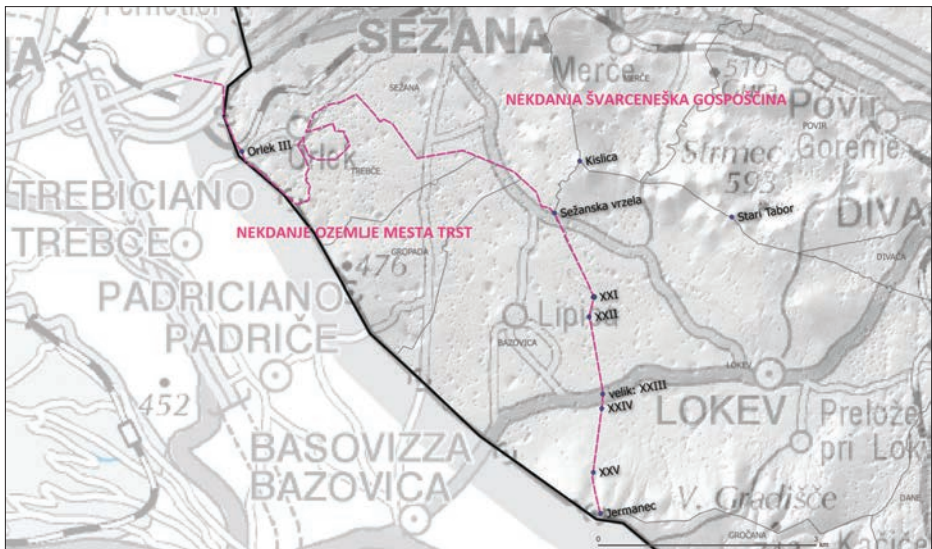 SEŽANA
Merče
MERČE
510
NEKDANJA ŠVARCENEŠKA GOSPOŠČINA
Povir
POVIR
Gorenje
SEŽANA
Orlek III
Orlek
TREBČE
Kislica
593
Stari Tabor
Sežanska vrzela
DIVA
DIVAČA
TREBICIANO
TREBČE
NEKDANJE OZEMLJE MESTA TRST
GROPADA
476
XXI
XXII
PADRICIANO
PADRIČE
BAZOVICA
LOKEV
velik: XXIII
XXIV
LOKEV
Prelože
pri Lok
452
BASOVIZZA
BAZOVICA
XXV
V. Gradišče
DANE
Jermanec
GROČANA
0